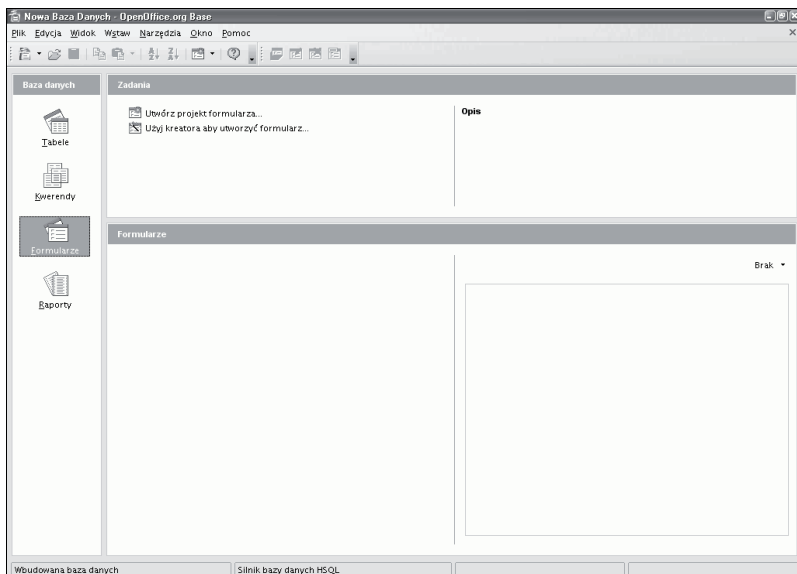 Nowa Baza Danych - OpenOffice.org Base
Plik Edycja Widok Wstaw Narzędzia Okno Pomoc
Baza danych
Tabele
Kwerendy
Formularze
Raporty
Zadania
Utwórz projekt formularza...
Użyj kreatora aby utworzyć formularz...
Opis
Formularze
Brak
Wbudowana baza danych
Silnik bazy danych HSQL